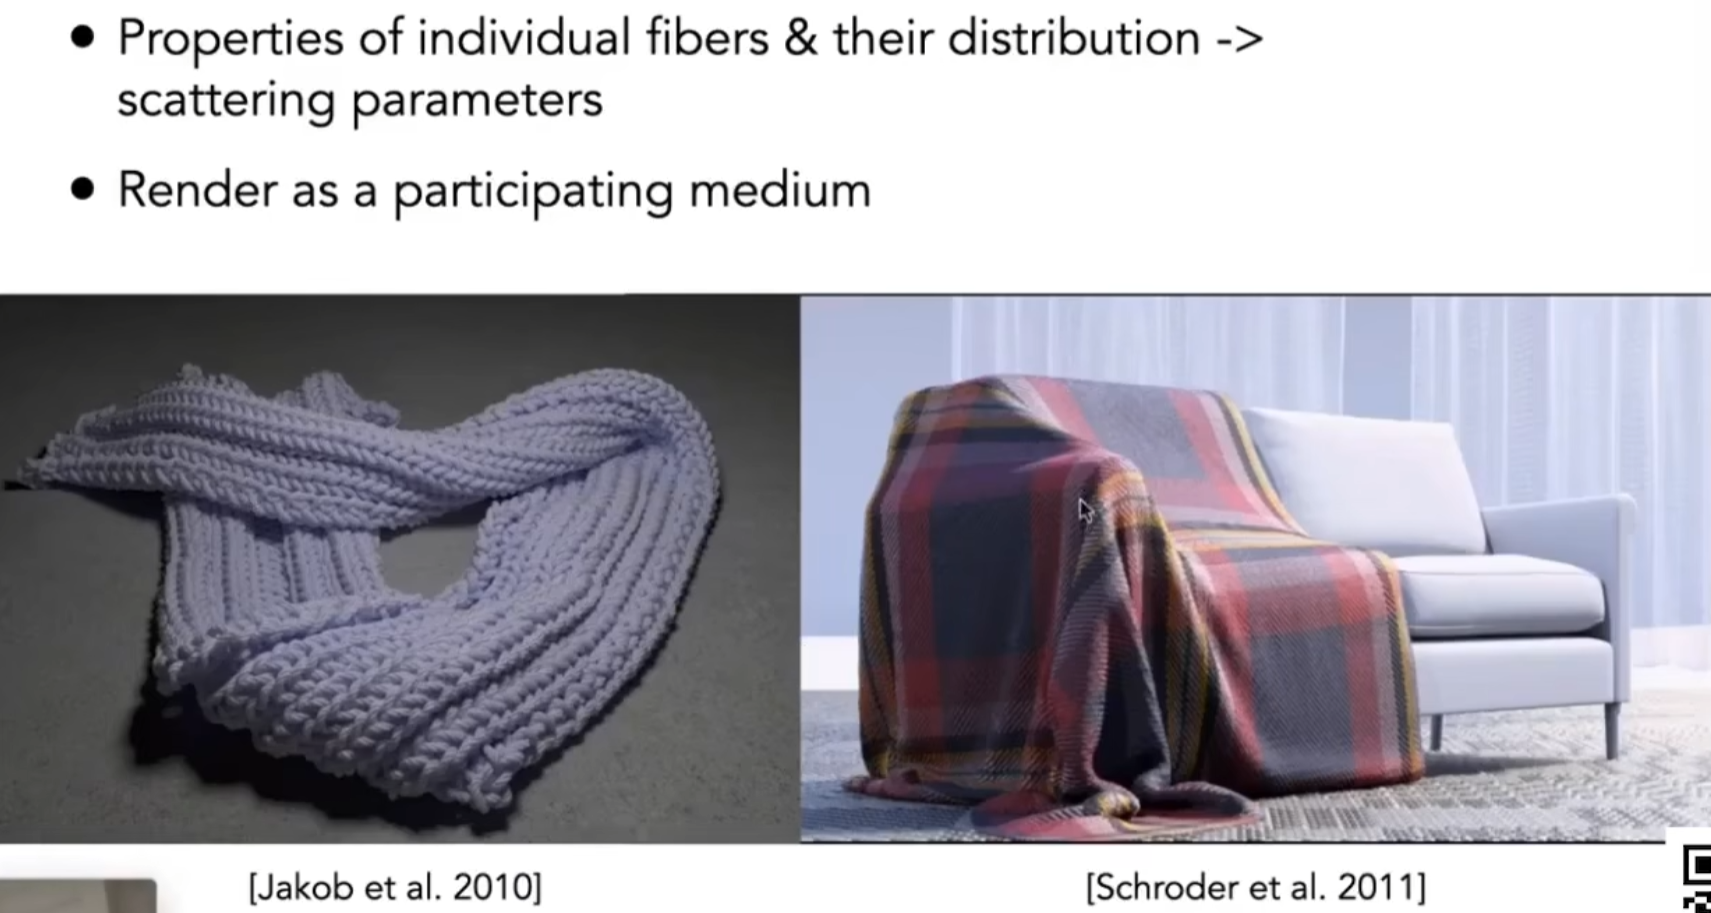 ● Properties of individual fibers & their distribution ->
scattering parameters
● Render as a participating medium
[Jakob et al. 2010]
[Schroder et al. 2011]